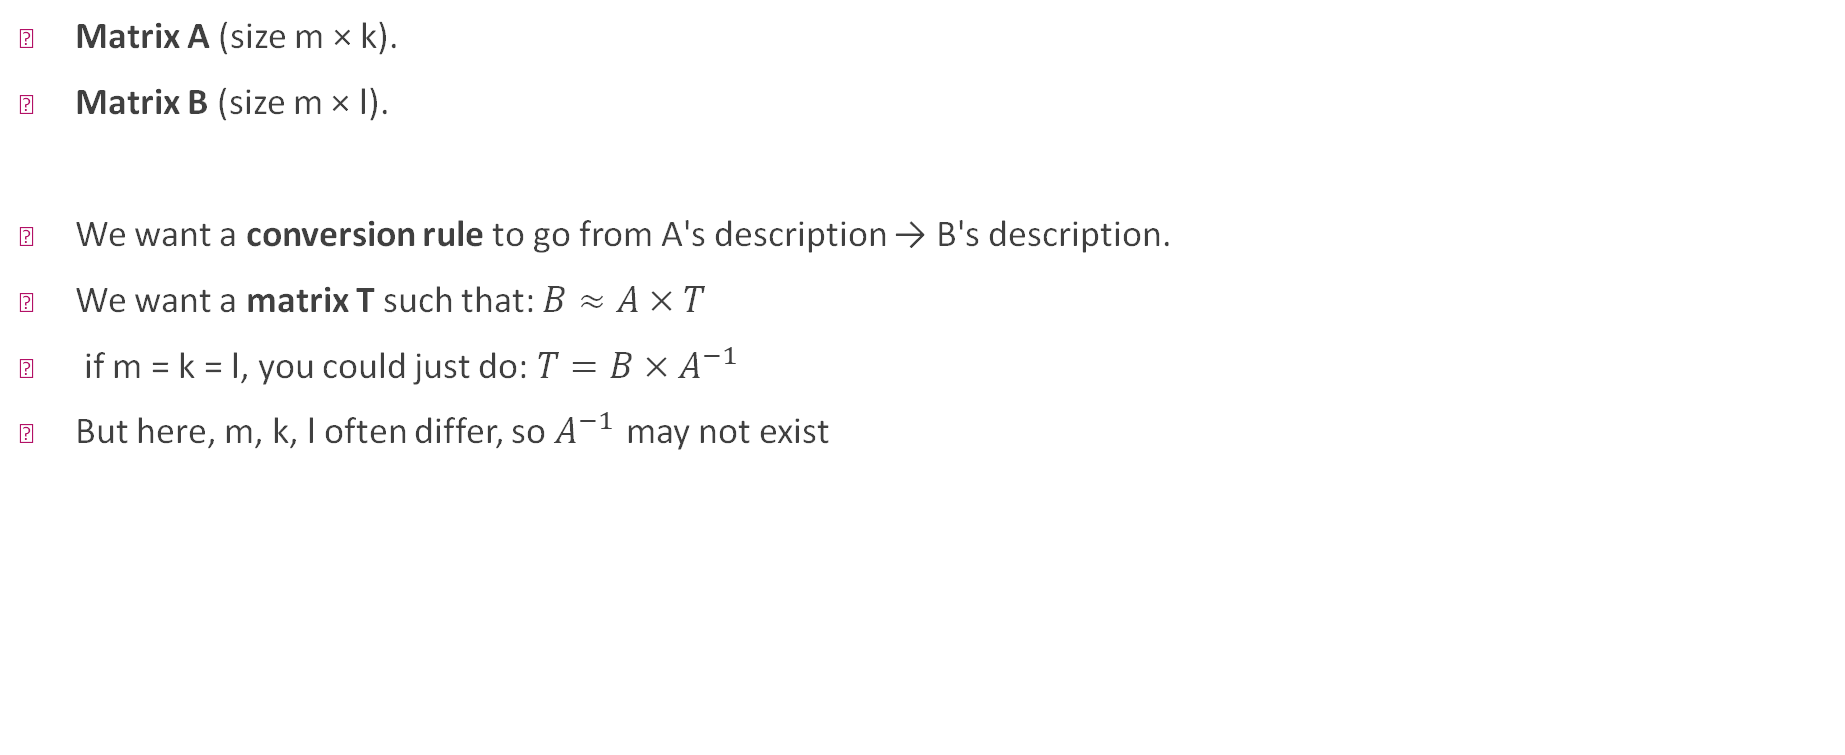 Matrix A (size m × k).
Matrix B (size m × l).
We want a conversion rule to go from A's description → B's description.
We want a matrix T such that: B ≈ A × T
if m = k = l, you could just do: T = B × A⁻¹
But here, m, k, l often differ, so A⁻¹ may not exist